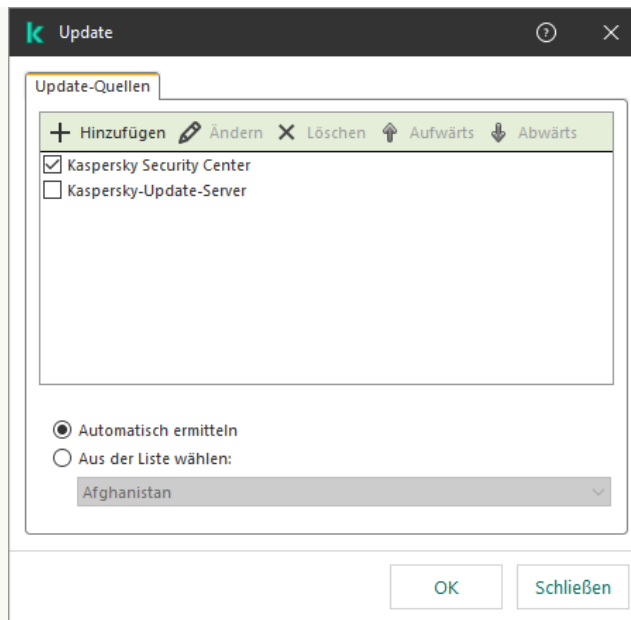 Update
Update-Quellen
Hinzufügen Ändern Löschen Aufwärts Abwärts
Kaspersky Security Center
Kaspersky-Update-Server
Automatisch ermitteln
Aus der Liste wählen:
Afghanistan
OK Schließen